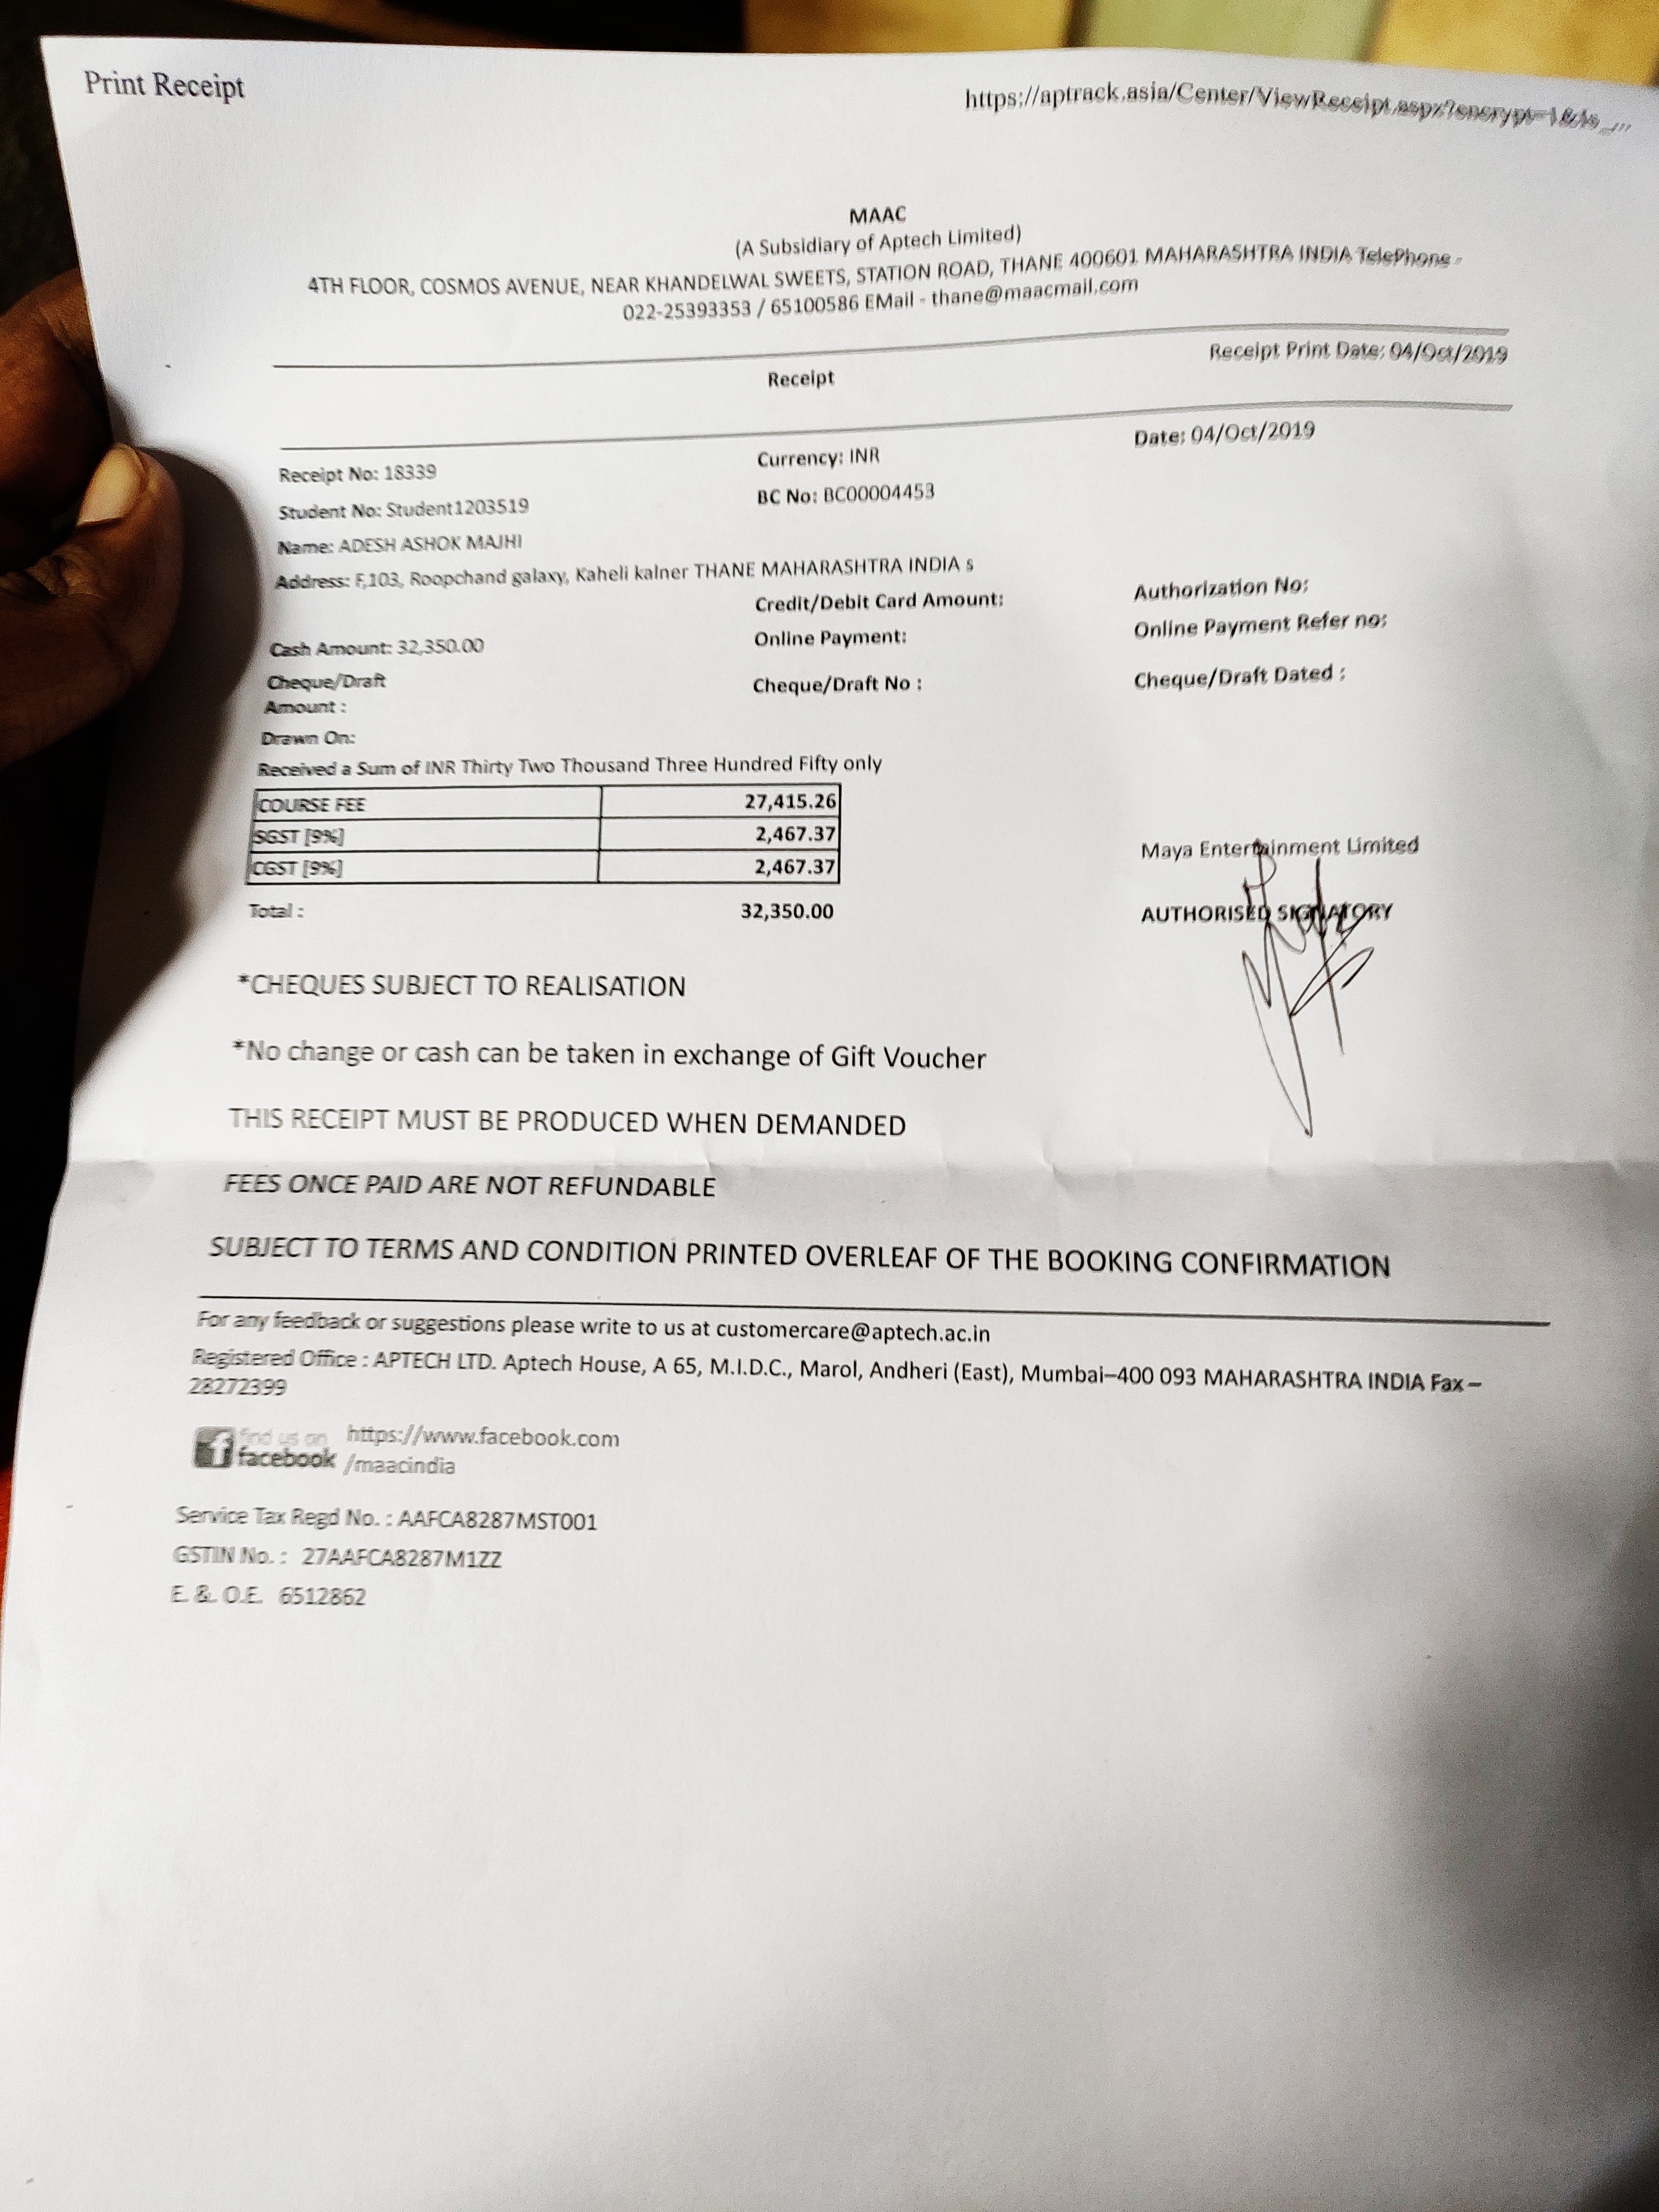 Print Receipt
https://aptrack.asia/Center/ViewReceipt.aspx?encrypt=1&Is_...
MAAC
(A Subsidiary of Aptech Limited)
4TH FLOOR, COSMOS AVENUE, NEAR KHANDELWAL SWEETS, STATION ROAD, THANE 400601 MAHARASHTRA INDIA TelePhone -
022-25393353 / 65100586 EMail - thane@maacmail.com
Receipt Print Date: 04/Oct/2019
Receipt
Receipt No: 18339 Currency: INR Date: 04/Oct/2019
Student No: Student1203519 BC No: BC00004453
Name: ADESH ASHOK MAJHI
Address: F,103, Roopchand galaxy, Kaheli kalner THANE MAHARASHTRA INDIA s
Credit/Debit Card Amount: Authorization No:
Cash Amount: 32,350.00 Online Payment: Online Payment Refer no:
Cheque/Draft Cheque/Draft No : Cheque/Draft Dated :
Amount :
Drawn On:
Received a Sum of INR Thirty Two Thousand Three Hundred Fifty only
COURSE FEE 27,415.26
SGST [9%] 2,467.37
CGST [9%] 2,467.37
Total : 32,350.00
Maya Entertainment Limited
AUTHORISED SIGNATORY
*CHEQUES SUBJECT TO REALISATION
*No change or cash can be taken in exchange of Gift Voucher
THIS RECEIPT MUST BE PRODUCED WHEN DEMANDED
FEES ONCE PAID ARE NOT REFUNDABLE
SUBJECT TO TERMS AND CONDITION PRINTED OVERLEAF OF THE BOOKING CONFIRMATION
For any feedback or suggestions please write to us at customercare@aptech.ac.in
Registered Office : APTECH LTD. Aptech House, A 65, M.I.D.C., Marol, Andheri (East), Mumbai–400 093 MAHARASHTRA INDIA Fax –
28272399
find us on https://www.facebook.com
facebook /maacindia
Service Tax Regd No. : AAFCA8287MST001
GSTIN No. : 27AAFCA8287M1ZZ
E. & O.E. 6512862